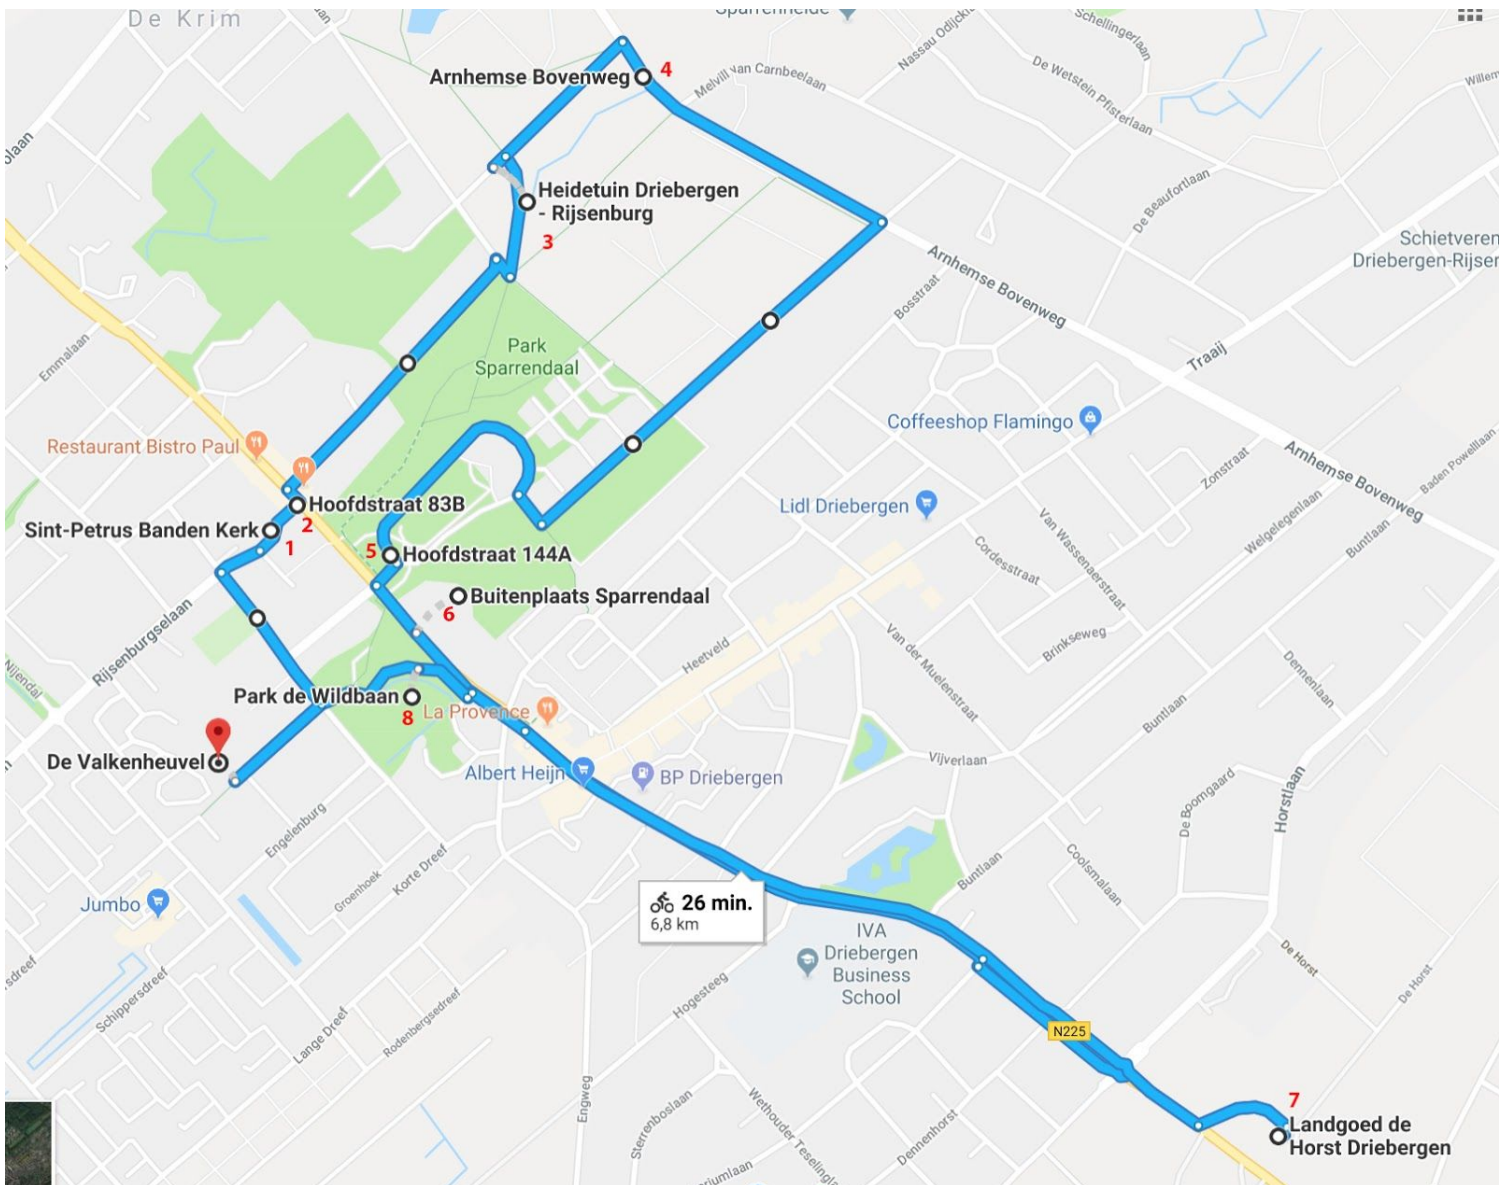 De Krim
Schellingerlaan
Nassau Odijck
De Wetstein Pfisterlaan
Arnhemse Bovenweg
4
Melvill van Carnbeelaan
Heidetuin Driebergen
- Rijsenburg
3
De Beaufortlaan
Schietveren
Driebergen-Rijser
Arnhemse Bovenweg
Bosstraat
Emmalaan
Park
Sparrendaal
Traaij
Coffeeshop Flamingo
Restaurant Bistro Paul
Arnhemse Bovenweg
Baden Powelllaan
Zonstraat
Hoofdstraat 83B
2
Lidl Driebergen
Sint-Petrus Banden Kerk
1
Welgelegenlaan
Buntlaan
Van Wassenaerstraat
Cordesstraat
5
Hoofdstraat 144A
Buitenplaats Sparrendaal
6
Rijsenburgselaan
Nijendal
Heetveld
Van der Muelenstraat
Brinkseweg
Dennenlaan
Park de Wildbaan
8
La Provence
Buntlaan
De Valkenheuvel
Albert Heijn
BP Driebergen
Vijverlaan
De Boomgaard
Horstlaan
Engelenburg
Korte Dreef
Groenhoek
Jumbo
Buntlaan
Coolsmalaan
26 min.
6,8 km
IVA
Driebergen
Business
School
De Horst
De Horst
Schippersdreef
Lange Dreef
Rodenbergsedreef
Hogesteeg
N225
Engweg
Sterrenboslaan
Wethouder Teseling
Dennenhorst
7
Landgoed de
Horst Driebergen